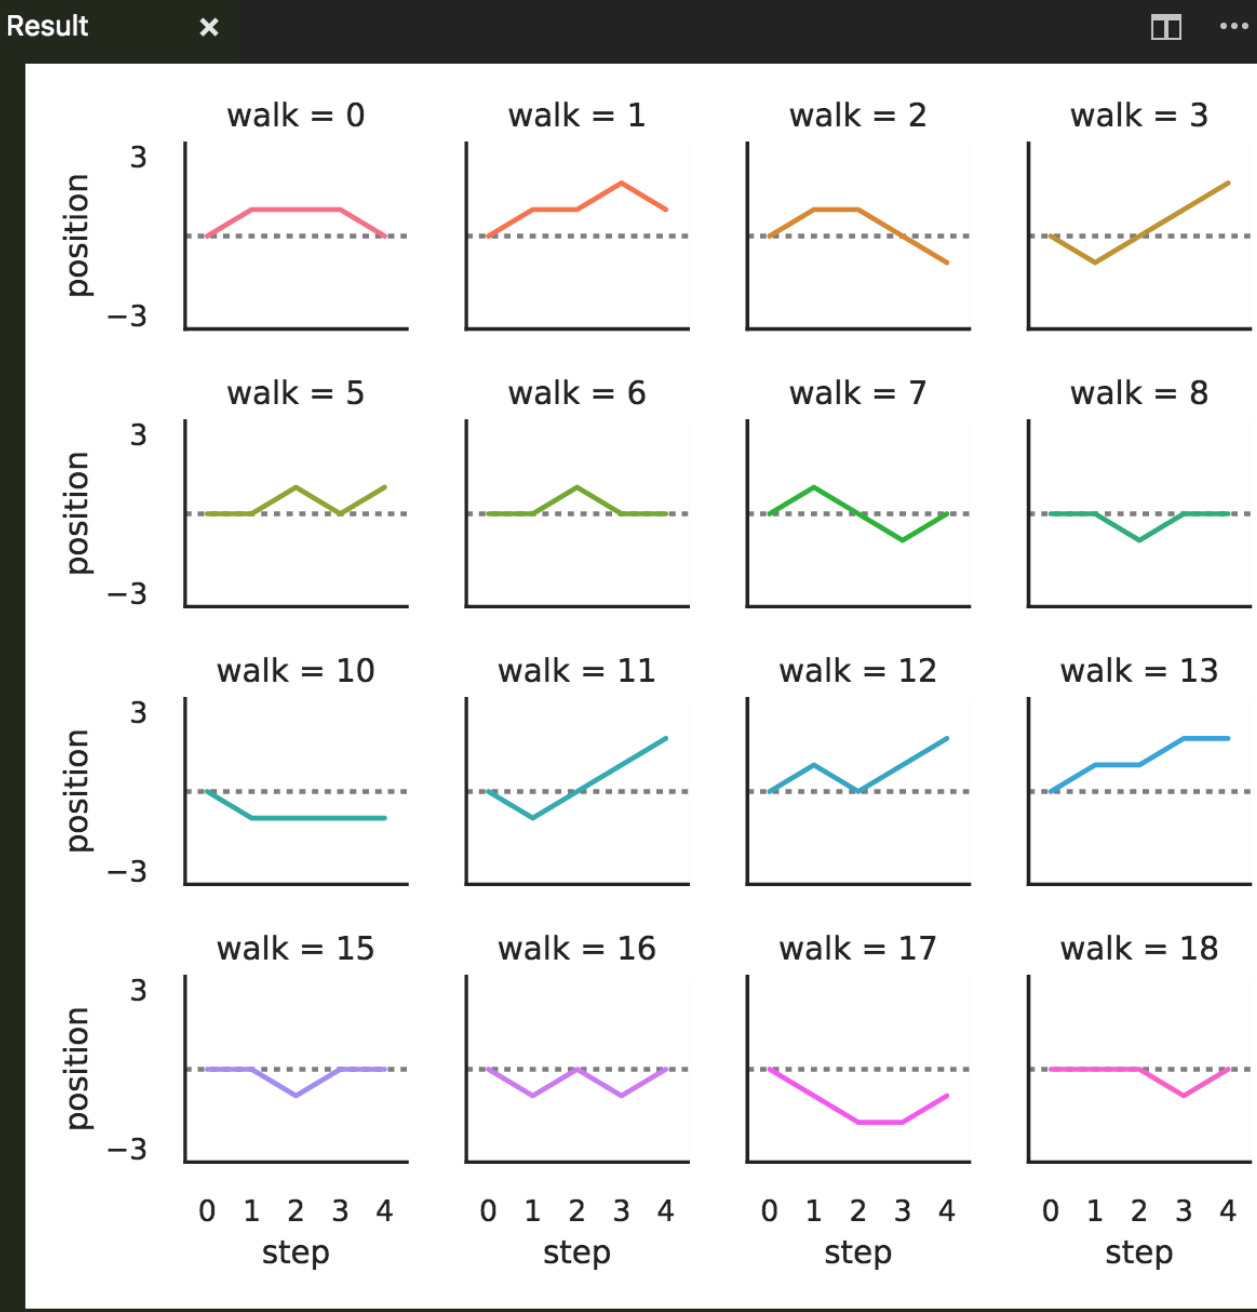 Result
walk = 0 walk = 1 walk = 2 walk = 3
3
position
−3
walk = 5 walk = 6 walk = 7 walk = 8
3
position
−3
walk = 10 walk = 11 walk = 12 walk = 13
3
position
−3
walk = 15 walk = 16 walk = 17 walk = 18
3
position
−3
0 1 2 3 4 0 1 2 3 4 0 1 2 3 4 0 1 2 3 4
step step step step